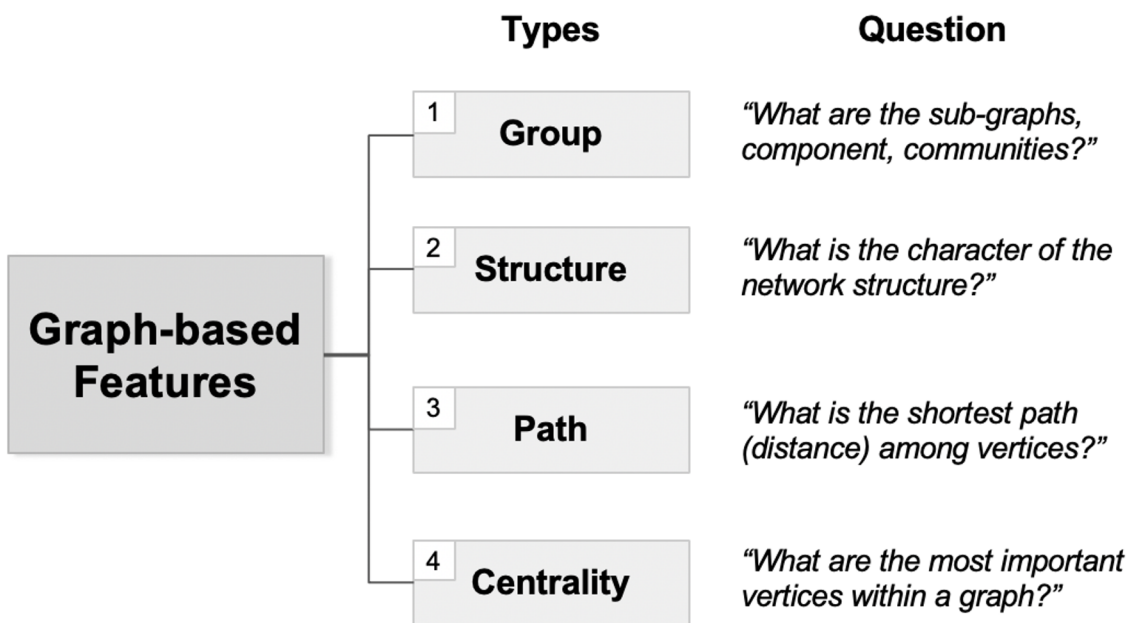 Types
Question
1
Group
“What are the sub-graphs,
component, communities?”
2
Structure
“What is the character of the
network structure?”
Graph-based
Features
3
Path
“What is the shortest path
(distance) among vertices?”
4
Centrality
“What are the most important
vertices within a graph?”